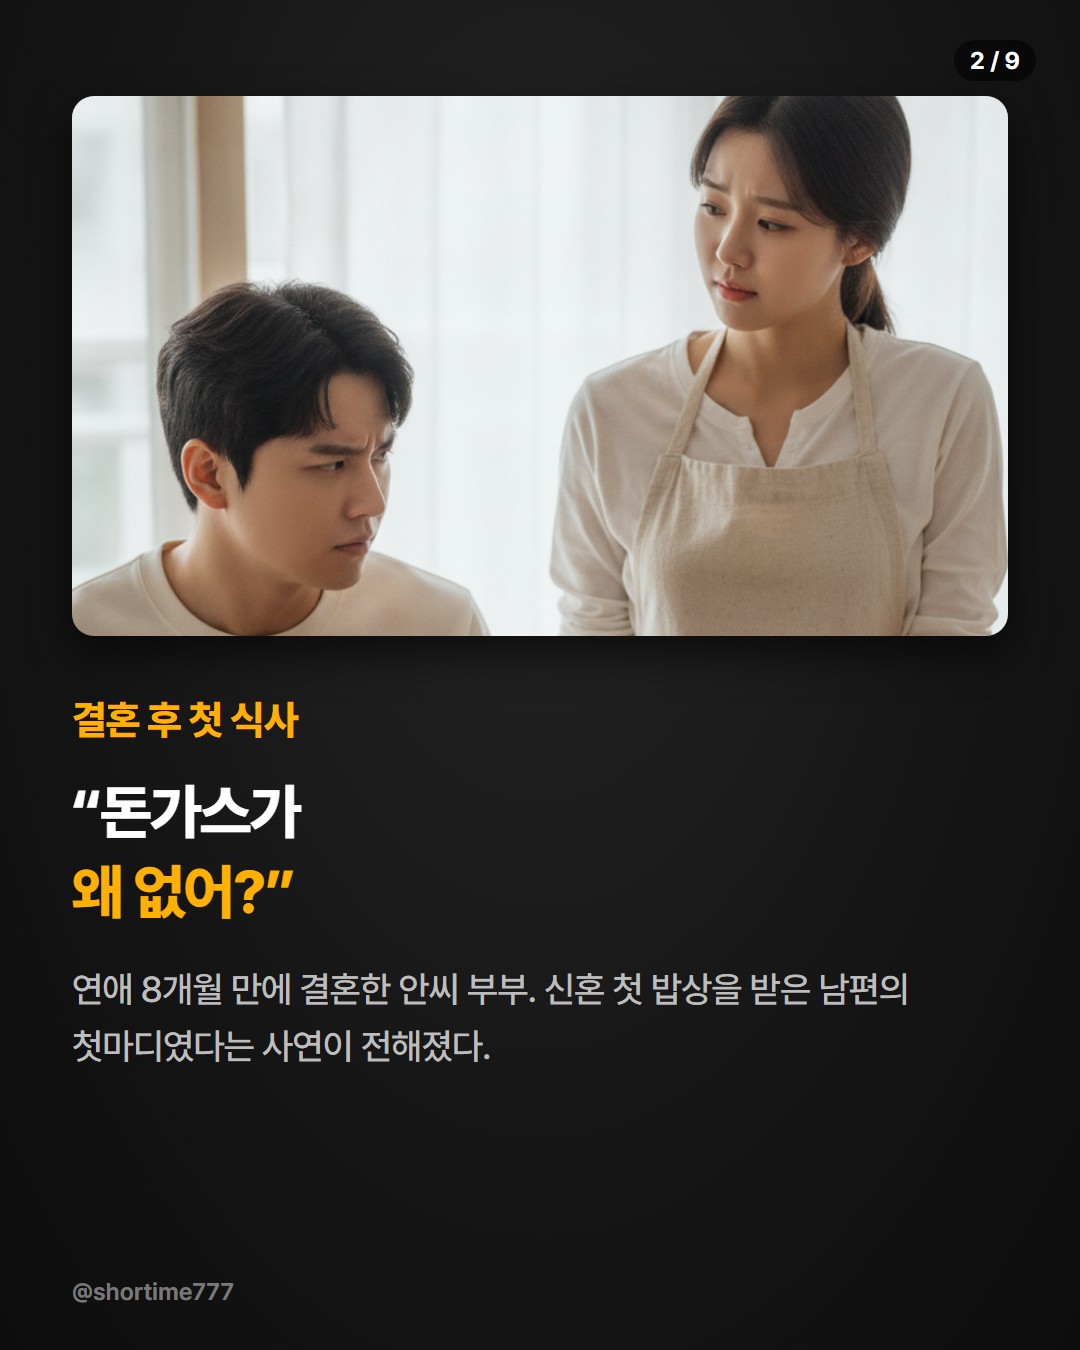 2 / 9
결혼 후 첫 식사
“돈가스가
왜 없어?”
연애 8개월 만에 결혼한 안씨 부부. 신혼 첫 밥상을 받은 남편의
첫마디였다는 사연이 전해졌다.
@shortime777